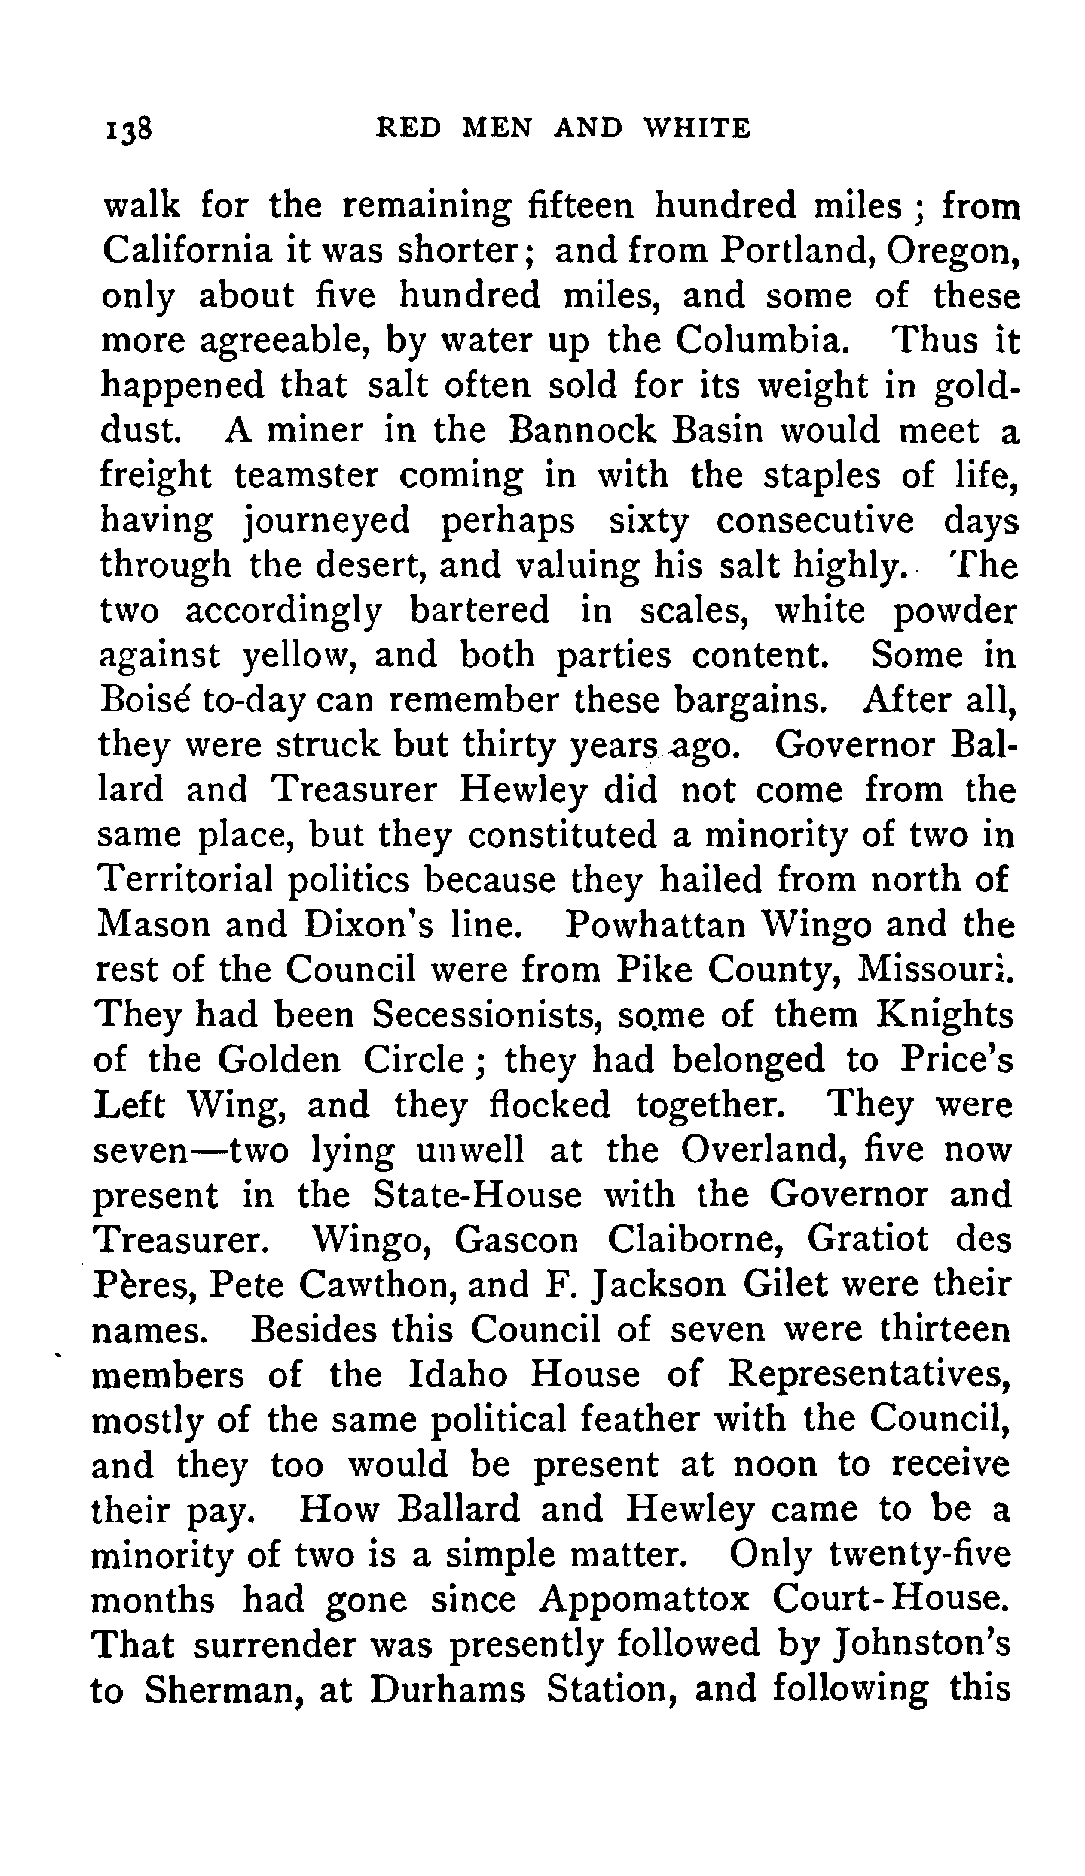 138 RED MEN AND WHITE
walk for the remaining fifteen hundred miles ; from
California it was shorter; and from Portland, Oregon,
only about five hundred miles, and some of these
more agreeable, by water up the Columbia. Thus it
happened that salt often sold for its weight in gold-
dust. A miner in the Bannock Basin would meet a
freight teamster coming in with the staples of life,
having journeyed perhaps sixty consecutive days
through the desert, and valuing his salt highly. The
two accordingly bartered in scales, white powder
against yellow, and both parties content. Some in
Boisé to-day can remember these bargains. After all,
they were struck but thirty years ago. Governor Bal-
lard and Treasurer Hewley did not come from the
same place, but they constituted a minority of two in
Territorial politics because they hailed from north of
Mason and Dixon's line. Powhattan Wingo and the
rest of the Council were from Pike County, Missouri.
They had been Secessionists, some of them Knights
of the Golden Circle ; they had belonged to Price's
Left Wing, and they flocked together. They were
seven—two lying unwell at the Overland, five now
present in the State-House with the Governor and
Treasurer. Wingo, Gascon Claiborne, Gratiot des
Pères, Pete Cawthon, and F. Jackson Gilet were their
names. Besides this Council of seven were thirteen
members of the Idaho House of Representatives,
mostly of the same political feather with the Council,
and they too would be present at noon to receive
their pay. How Ballard and Hewley came to be a
minority of two is a simple matter. Only twenty-five
months had gone since Appomattox Court-House.
That surrender was presently followed by Johnston's
to Sherman, at Durhams Station, and following this